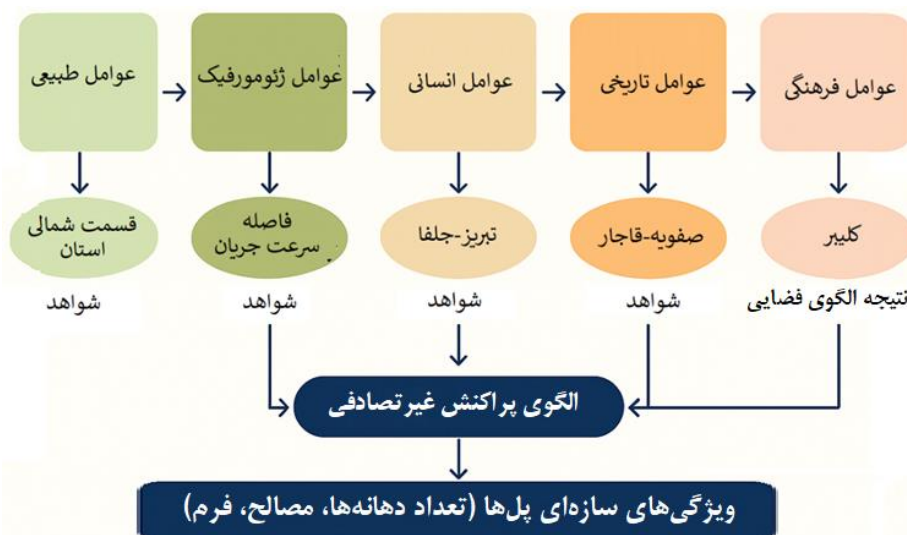 عوامل طبیعی
عوامل ژئومورفیک
عوامل انسانی
عوامل تاریخی
عوامل فرهنگی
قسمت شمالی
استان
فاصله
سرعت جریان
تبریز-جلفا
صفویه-قاجار
کلیبر
شواهد
شواهد
شواهد
شواهد
نتیجه الگوی فضایی
الگوی پراکنش غیرتصادفی
ویژگی‌های سازه‌ای پل‌ها (تعداد دهانه‌ها، مصالح، فرم)